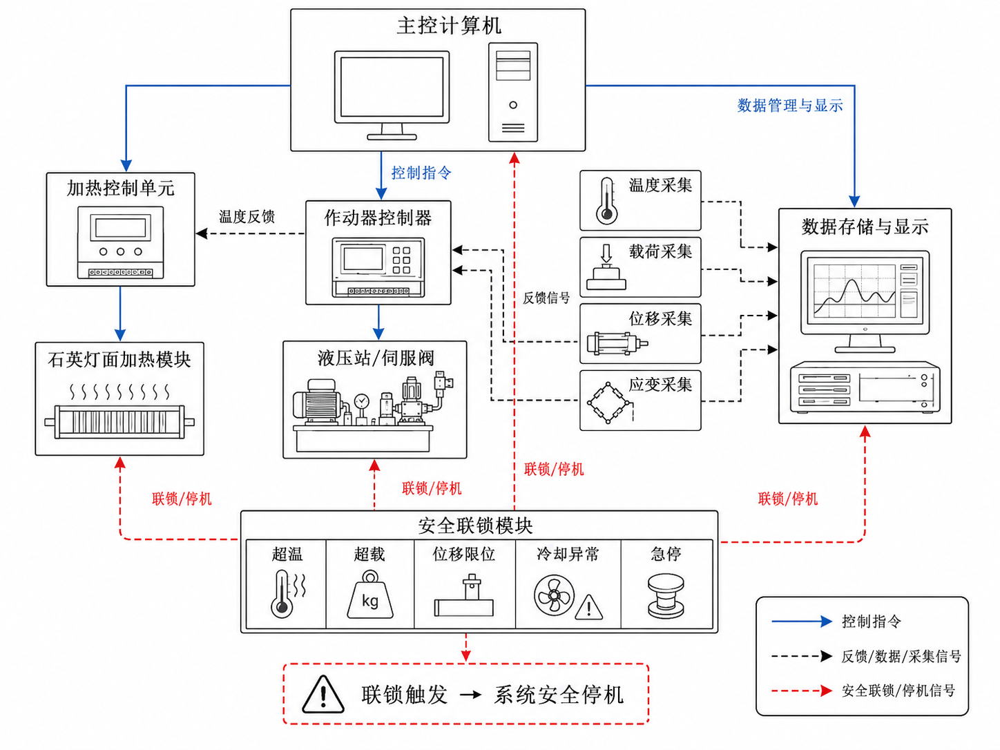 主控计算机
数据管理与显示
控制指令
加热控制单元
温度反馈
作动器控制器
温度采集
载荷采集
位移采集
应变采集
反馈信号
数据存储与显示
石英灯面加热模块
液压站/伺服阀
联锁/停机
联锁/停机
联锁/停机
联锁/停机
安全联锁模块
超温
超载
kg
位移限位
冷却异常
急停
联锁触发 → 系统安全停机
控制指令
反馈/数据/采集信号
安全联锁/停机信号